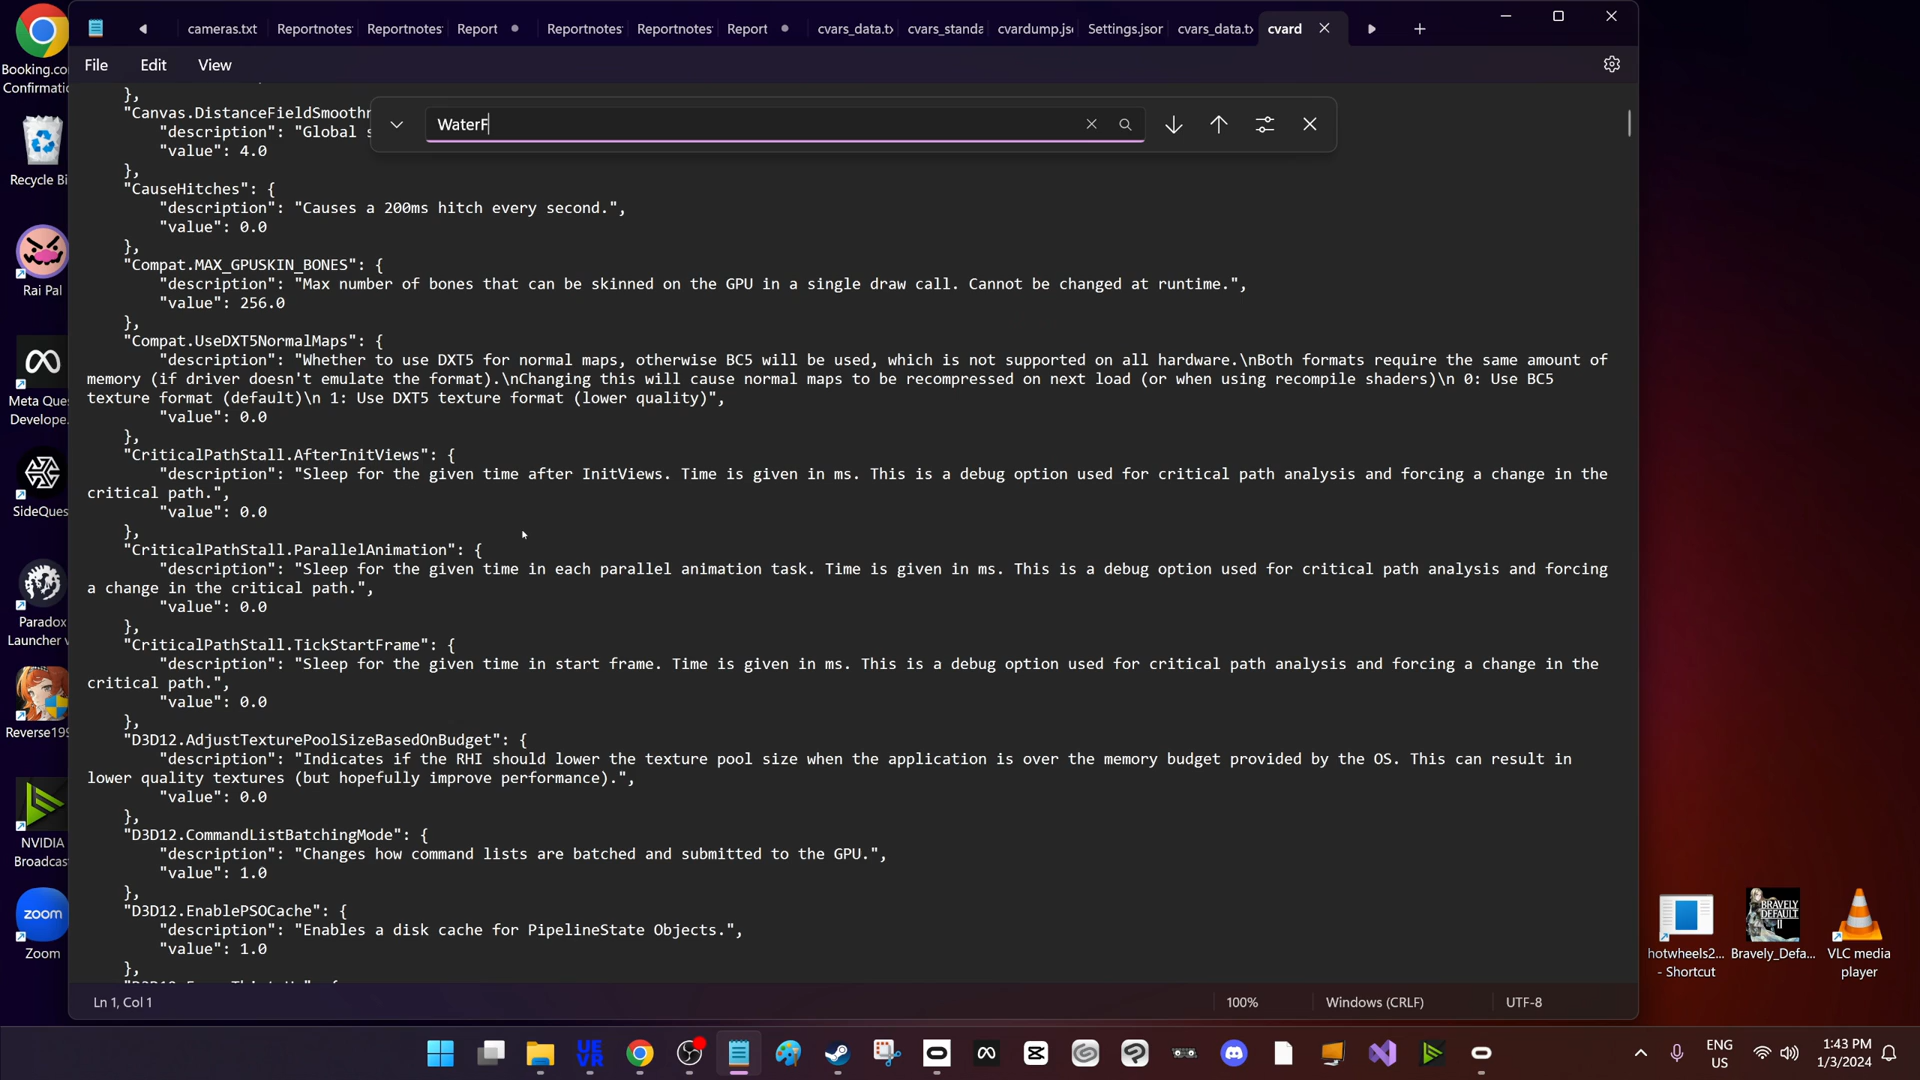 cameras.txt
Reportnotes
Reportnotes
Report
Reportnotes
Reportnotes
Report
cvars_data.tx
cvars_standa
cvardump.js
Settings.json
cvars_data.tx
cvard
File
Edit
View
WaterF
},
"Canvas.DistanceFieldSmooth
"description": "Global s
"value": 4.0
},
"CauseHitches": {
"description": "Causes a 200ms hitch every second.",
"value": 0.0
},
"Compat.MAX_GPUSKIN_BONES": {
"description": "Max number of bones that can be skinned on the GPU in a single draw call. Cannot be changed at runtime.",
"value": 256.0
},
"Compat.UseDXT5NormalMaps": {
"description": "Whether to use DXT5 for normal maps, otherwise BC5 will be used, which is not supported on all hardware.\nBoth formats require the same amount of
memory (if driver doesn't emulate the format).\nChanging this will cause normal maps to be recompressed on next load (or when using recompile shaders)\n 0: Use BC5
texture format (default)\n 1: Use DXT5 texture format (lower quality)",
"value": 0.0
},
"CriticalPathStall.AfterInitViews": {
"description": "Sleep for the given time after InitViews. Time is given in ms. This is a debug option used for critical path analysis and forcing a change in the
critical path.",
"value": 0.0
},
"CriticalPathStall.ParallelAnimation": {
"description": "Sleep for the given time in each parallel animation task. Time is given in ms. This is a debug option used for critical path analysis and forcing
a change in the critical path.",
"value": 0.0
},
"CriticalPathStall.TickStartFrame": {
"description": "Sleep for the given time in start frame. Time is given in ms. This is a debug option used for critical path analysis and forcing a change in the
critical path.",
"value": 0.0
},
"D3D12.AdjustTexturePoolSizeBasedOnBudget": {
"description": "Indicates if the RHI should lower the texture pool size when the application is over the memory budget provided by the OS. This can result in
lower quality textures (but hopefully improve performance).",
"value": 0.0
},
"D3D12.CommandListBatchingMode": {
"description": "Changes how command lists are batched and submitted to the GPU.",
"value": 1.0
},
"D3D12.EnablePSOCache": {
"description": "Enables a disk cache for PipelineState Objects.",
"value": 1.0
},
Ln 1, Col 1
100%
Windows (CRLF)
UTF-8
Booking.co
Confirmatic
Recycle Bi
Rai Pal
Meta Ques
Develope.
SideQues
Paradox
Launcher v
Reverse199
NVIDIA
Broadcas
zoom
Zoom
hotwheels2...
- Shortcut
BRAVELY
DEFAULT
II
Bravely_Defa...
VLC media
player
UE
VR
ENG
US
1:43 PM
1/3/2024